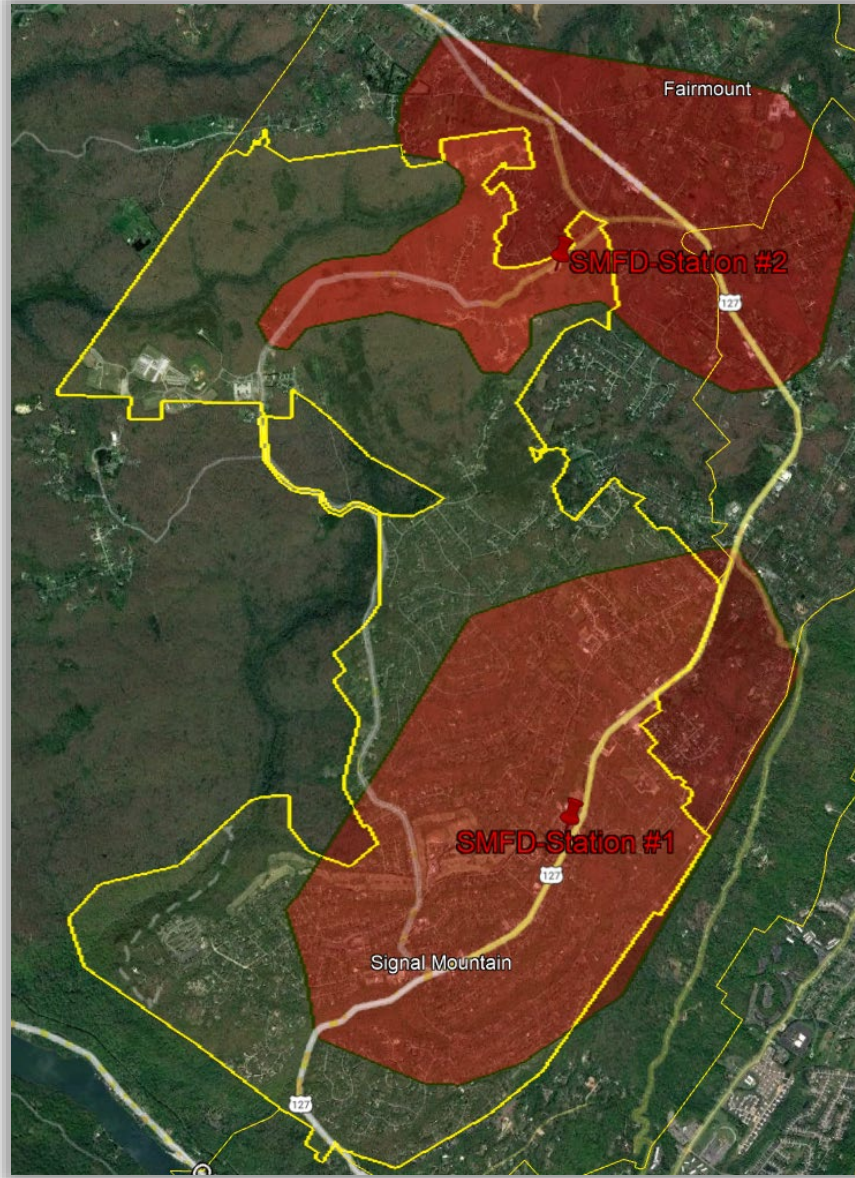 Fairmount
SMFD-Station #2
127
SMFD-Station #1
127
Signal Mountain
127